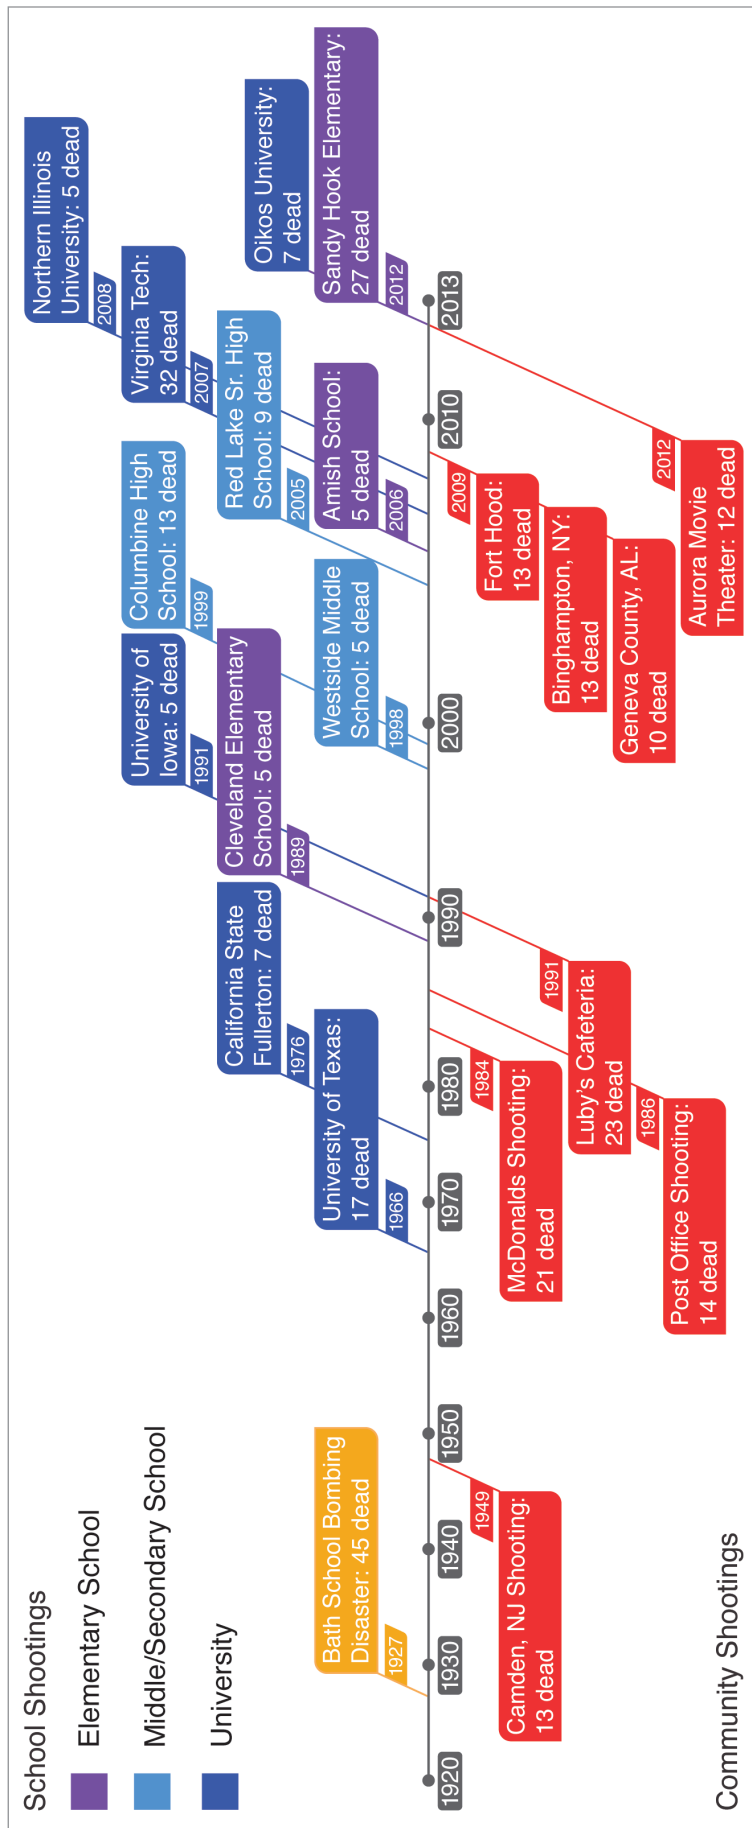 School Shootings
Elementary School
Middle/Secondary School
University
Bath School Bombing
Disaster: 45 dead
1927
University of Texas:
17 dead
1966
California State
Fullerton: 7 dead
1976
Cleveland Elementary
School: 5 dead
1989
University of
Iowa: 5 dead
1991
Westside Middle
School: 5 dead
1998
Columbine High
School: 13 dead
1999
Red Lake Sr. High
School: 9 dead
2005
Amish School:
5 dead
2006
Virginia Tech:
32 dead
2007
Northern Illinois
University: 5 dead
2008
Oikos University:
7 dead
Sandy Hook Elementary:
27 dead
2012
1920
1930
1940
1950
1960
1970
1980
1990
2000
2010
2013
1949
Camden, NJ Shooting:
13 dead
1984
McDonalds Shooting:
21 dead
1986
Post Office Shooting:
14 dead
1991
Luby's Cafeteria:
23 dead
2009
Fort Hood:
13 dead
Binghampton, NY:
13 dead
Geneva County, AL:
10 dead
2012
Aurora Movie
Theater: 12 dead
Community Shootings